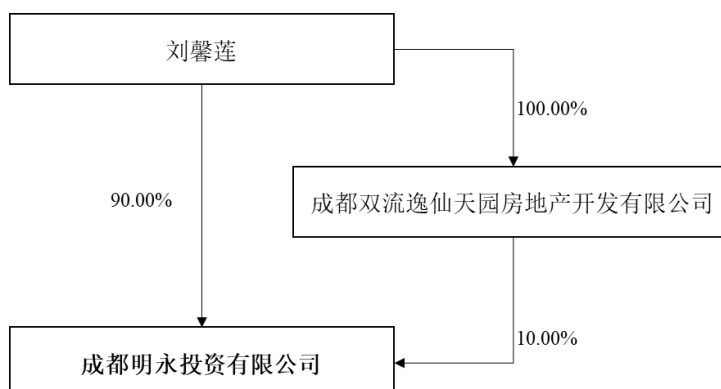 刘馨莲
100.00%
90.00%
成都双流逸仙天园房地产开发有限公司
10.00%
成都明永投资有限公司